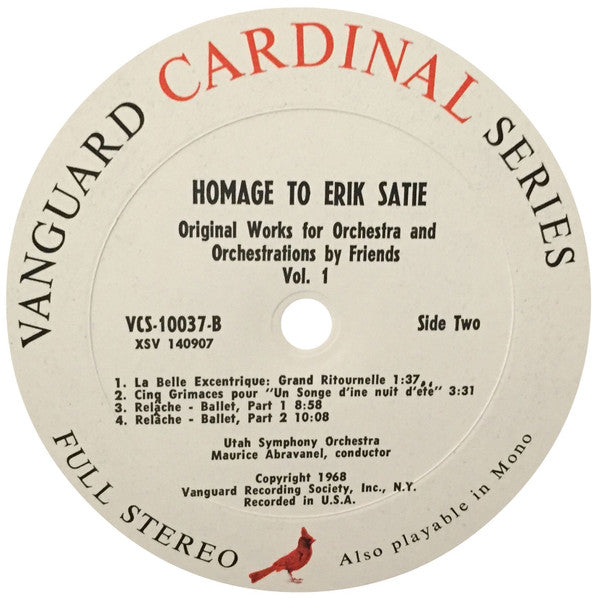 VANGUARD CARDINAL SERIES
HOMAGE TO ERIK SATIE
Original Works for Orchestra and
Orchestrations by Friends
Vol. 1
VCS-10037-B
XSV 140907
Side Two
1. La Belle Excentrique: Grand Ritournelle 1:37
2. Cinq Grimaces pour "Un Songe d'ine nuit d'été" 3:31
3. Relâche - Ballet, Part 1 8:58
4. Relâche - Ballet, Part 2 10:08
Utah Symphony Orchestra
Maurice Abravanel, conductor
Copyright 1968
Vanguard Recording Society, Inc., N.Y.
Recorded in U.S.A.
FULL STEREO
Also playable in Mono